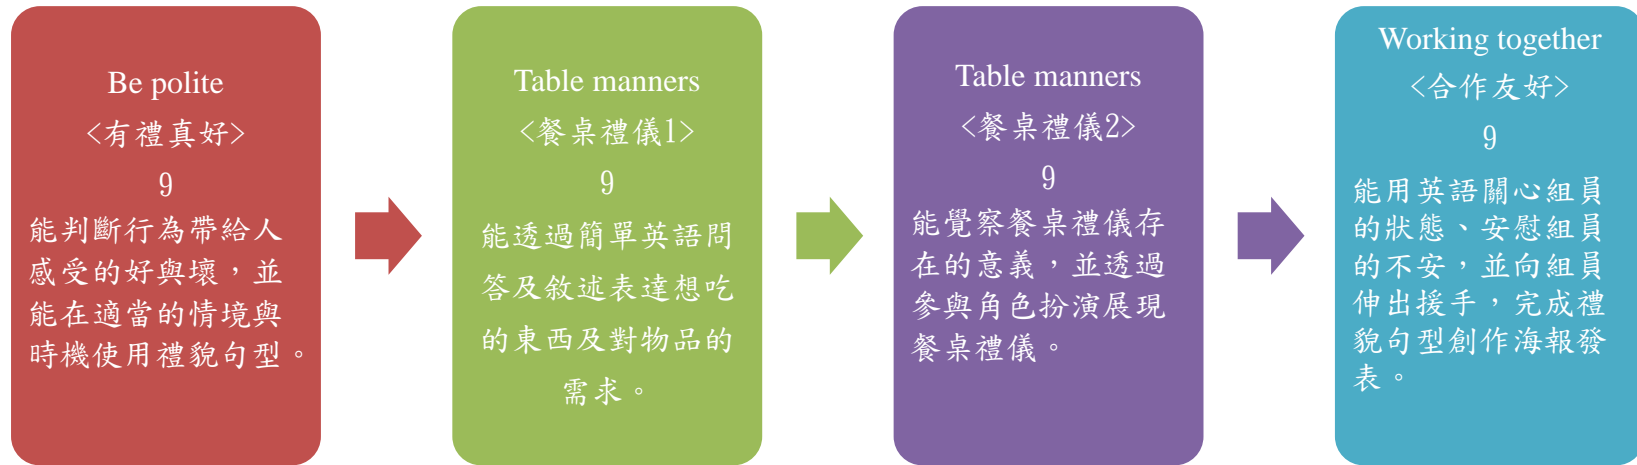 Be polite
<有禮真好>
9
能判斷行為帶給人
感受的好與壞，並
能在適當的情境與
時機使用禮貌句型。
Table manners
<餐桌禮儀1>
9
能透過簡單英語問
答及敘述表達想吃
的東西及對物品的
需求。
Table manners
<餐桌禮儀2>
9
能覺察餐桌禮儀存
在的意義，並透過
參與角色扮演展現
餐桌禮儀。
Working together
<合作友好>
9
能用英語關心組員
的狀態、安慰組員
的不安，並向組員
伸出援手，完成禮
貌句型創作海報發
表。